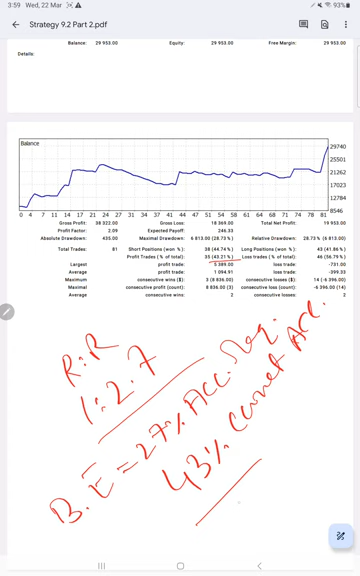 3:59 Wed, 22 Mar
93%
Strategy 9.2 Part 2.pdf
Balance: 29 953.00 Equity: 29 953.00 Free Margin: 29 953.00
Details:
Balance
29740
25501
21262
17023
12784
8546
0 4 7 11 14 17 21 24 27 31 34 37 41 44 47 51 54 58 61 64 68 71 74 78 81 84
Gross Profit: 38 322.00 Gross Loss: 18 369.00 Total Net Profit: 19 953.00
Profit Factor: 2.09 Expected Payoff: 246.33
Absolute Drawdown: 435.00 Maximal Drawdown: 6 813.00 (28.73%) Relative Drawdown: 28.73% (6 813.00)
Total Trades: 81 Short Positions (won %): 38 (44.74%) Long Positions (won %): 43 (41.86%)
Profit Trades (% of total): 35 (43.21%) Loss trades (% of total): 46 (56.79%)
Largest profit trade: 5 389.00 loss trade: -731.00
Average profit trade: 1 094.91 loss trade: -399.33
Maximum consecutive wins ($): 3 (8 836.00) consecutive losses ($): 14 (-6 396.00)
Maximal consecutive profit (count): 8 836.00 (3) consecutive loss (count): -6 396.00 (14)
Average consecutive wins: 2 consecutive losses: 2
R:R
1:2.7
B.E = 27% Acc. Req.
43% Acc.